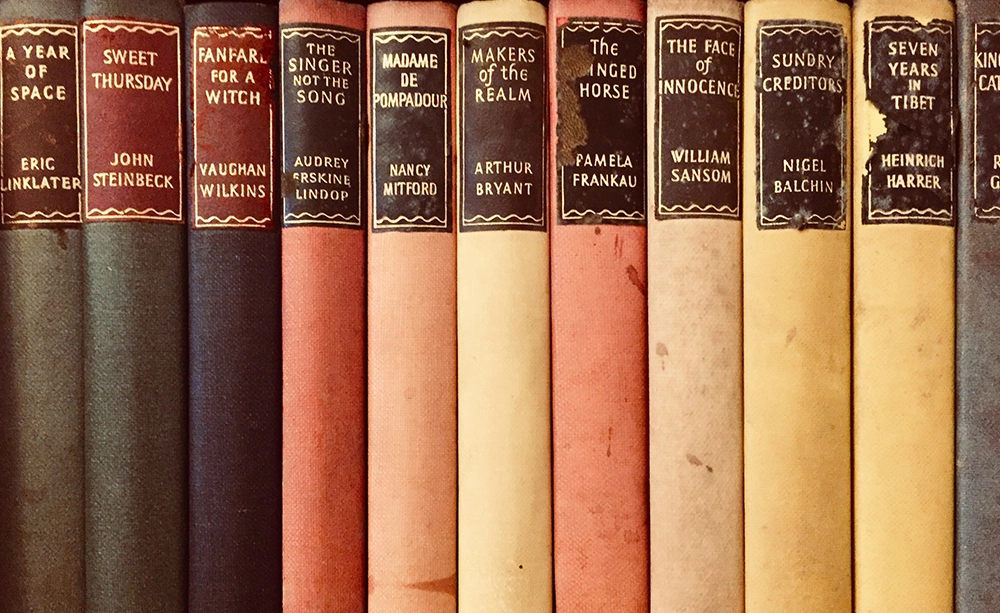 A YEAR
OF
SPACE
ERIC
LINKLATER
SWEET
THURSDAY
JOHN
STEINBECK
FANFARE
FOR A
WITCH
VAUGHAN
WILKINS
THE
SINGER
NOT THE
SONG
AUDREY
ERSKINE
LINDOP
MADAME
DE
POMPADOUR
NANCY
MITFORD
MAKERS
of the
REALM
ARTHUR
BRYANT
The
INGED
HORSE
PAMELA
FRANKAU
THE FACE
of
INNOCENCE
WILLIAM
SANSOM
SUNDRY
CREDITORS
NIGEL
BALCHIN
SEVEN
YEARS
IN
TIBET
HEINRICH
HARRER